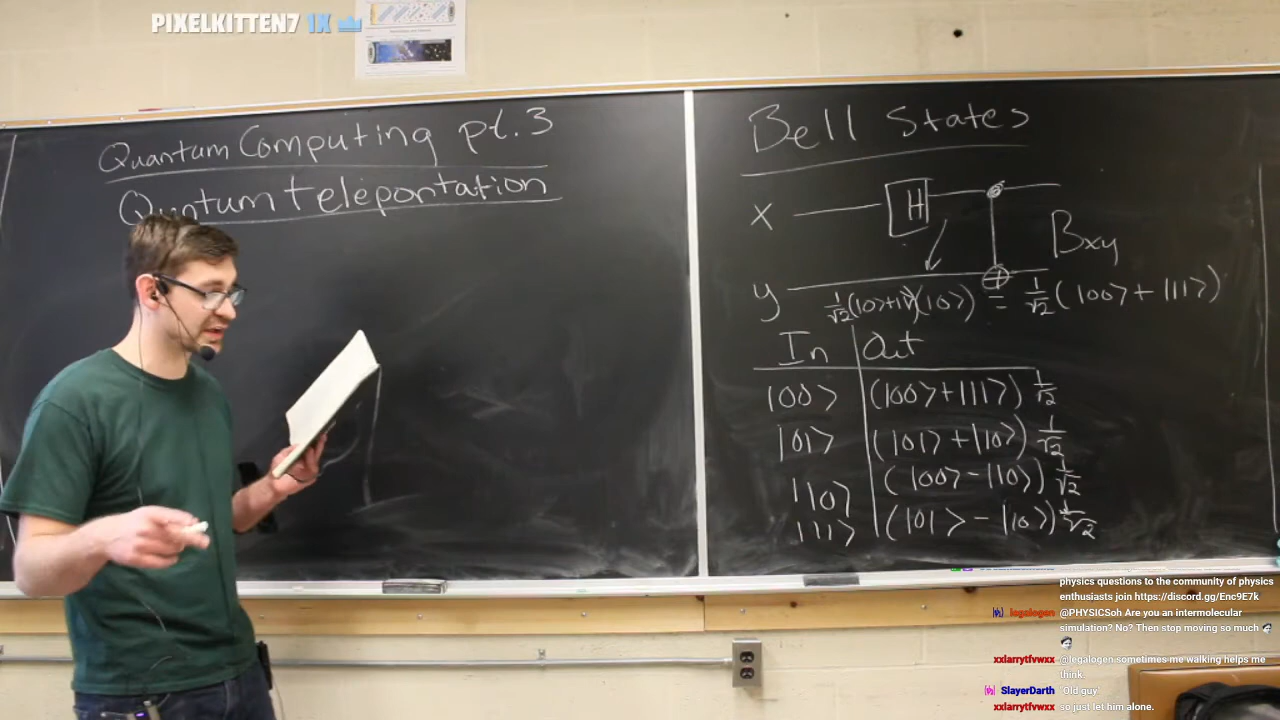 PIXELKITTEN7 1X
Quantum Computing pt.3
Quntum teleportation
Bell States
x H
Bxy
y 1/√2(|0>+|1>)(|0>) = 1/√2(|00>+|11>)
In Out
|00> (|00>+|11>) 1/√2
|01> (|01>+|10>) 1/√2
|10> (|00>-|10>) 1/√2
|11> (|01>-|10>) 1/√2
physics questions to the community of physics
enthusiasts join https://discord.gg/Enc9E7k
legalogen @PHYSICSoh Are you an intermolecular
simulation? No? Then stop moving so much
xxlarrytfvwxx @legalogen sometimes me walking helps me
think.
SlayerDarth 'Old guy'
xxlarrytfvwxx so just let him alone.